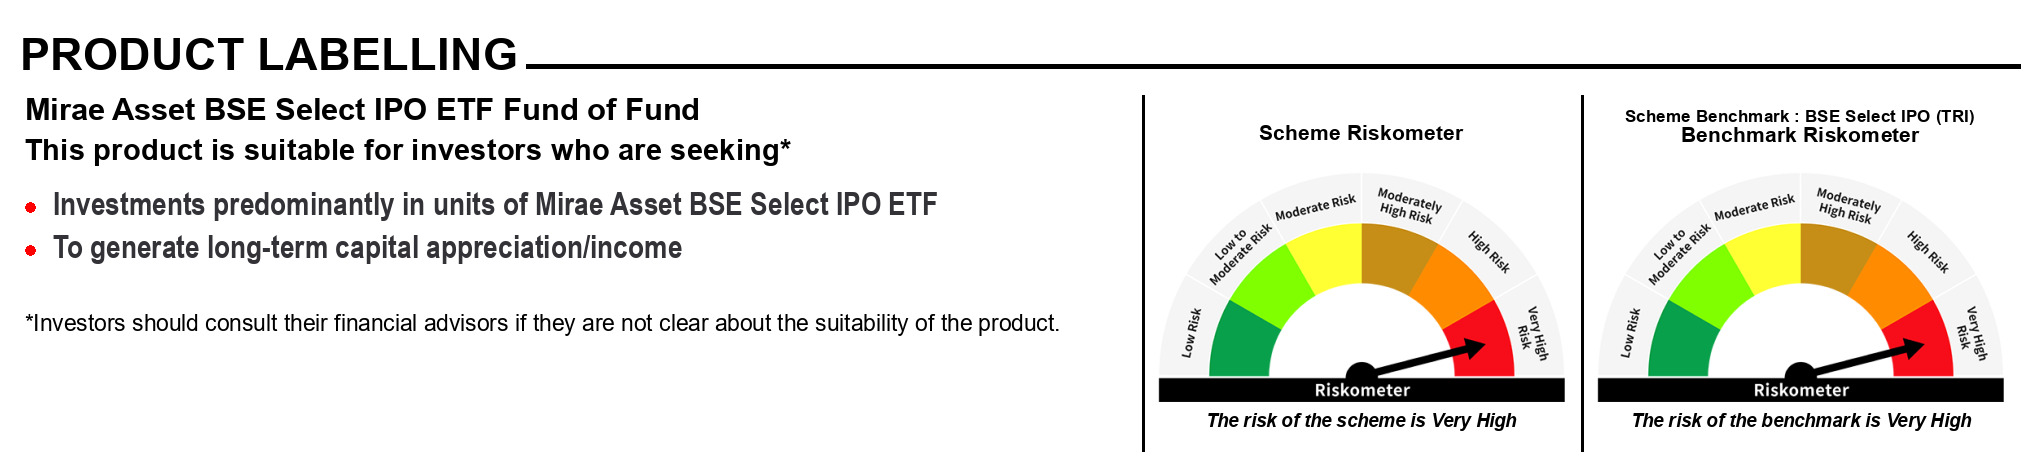 PRODUCT LABELLING
Mirae Asset BSE Select IPO ETF Fund of Fund
This product is suitable for investors who are seeking*
• Investments predominantly in units of Mirae Asset BSE Select IPO ETF
• To generate long-term capital appreciation/income
*Investors should consult their financial advisors if they are not clear about the suitability of the product.
Scheme Riskometer
Low Risk
Low to
Moderate Risk
Moderate Risk
Moderately
High Risk
High Risk
Very High
Risk
Riskometer
The risk of the scheme is Very High
Scheme Benchmark : BSE Select IPO (TRI)
Benchmark Riskometer
Low Risk
Low to
Moderate Risk
Moderate Risk
Moderately
High Risk
High Risk
Very High
Risk
Riskometer
The risk of the benchmark is Very High